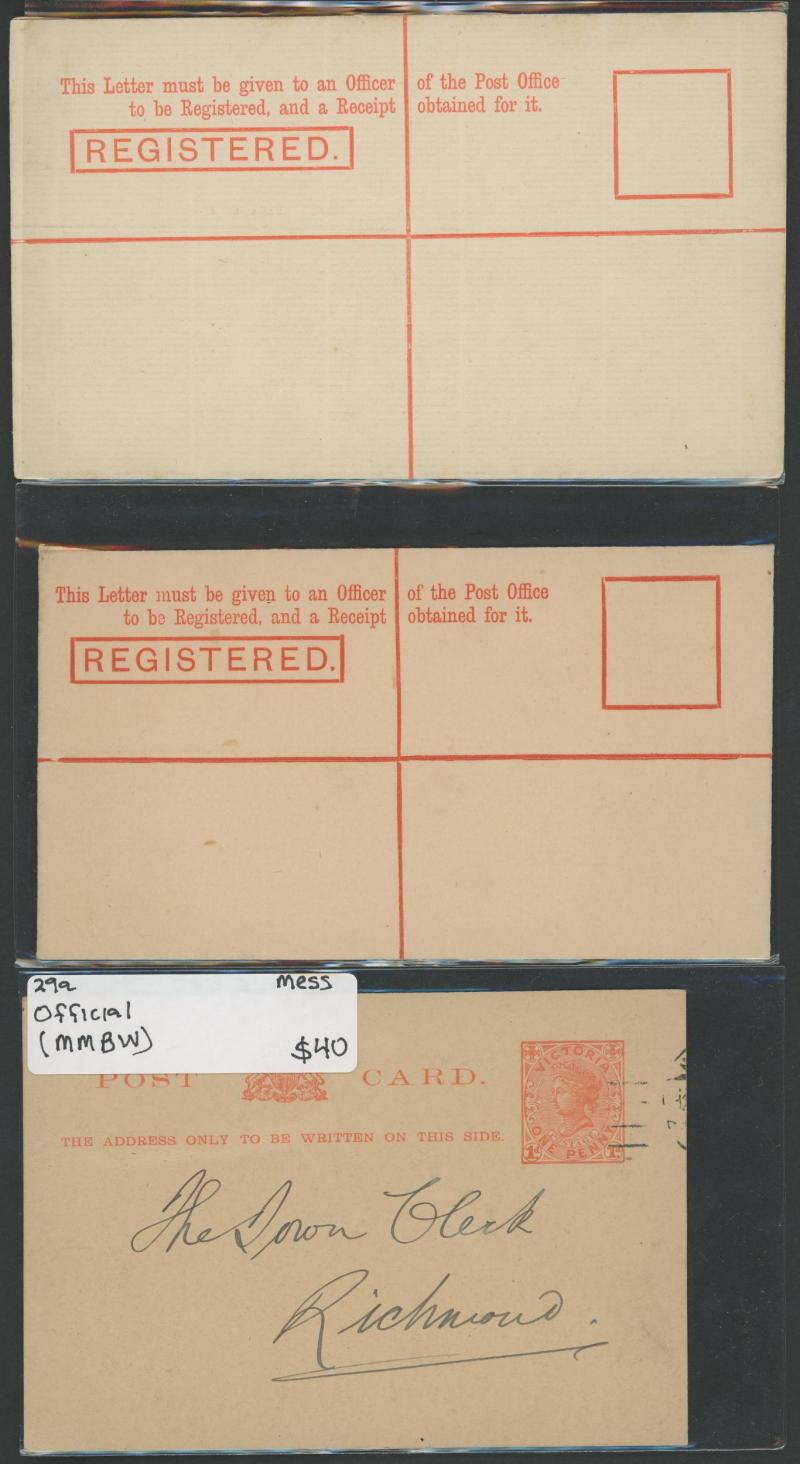 This Letter must be given to an Officer of the Post Office
to be Registered, and a Receipt obtained for it.
REGISTERED.
This Letter must be given to an Officer of the Post Office
to be Registered, and a Receipt obtained for it.
REGISTERED.
29a mess
Official
(MMBW) $40
POST CARD.
THE ADDRESS ONLY TO BE WRITTEN ON THIS SIDE.
VICTORIA
POSTAGE
1D ONE PENNY 1D
The Town Clerk
Richmond.